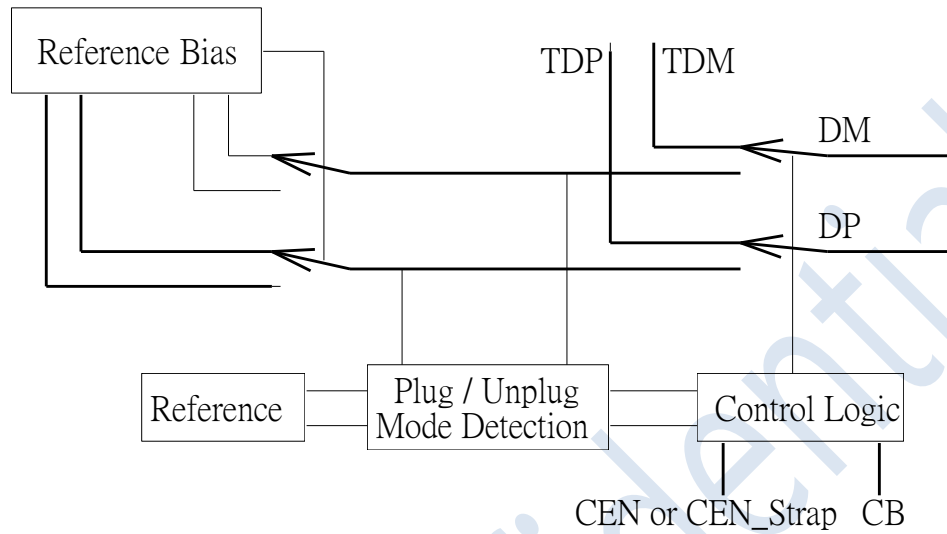 Reference Bias
TDP TDM
DM
DP
Reference
Plug / Unplug
Mode Detection
Control Logic
CEN or CEN_Strap CB